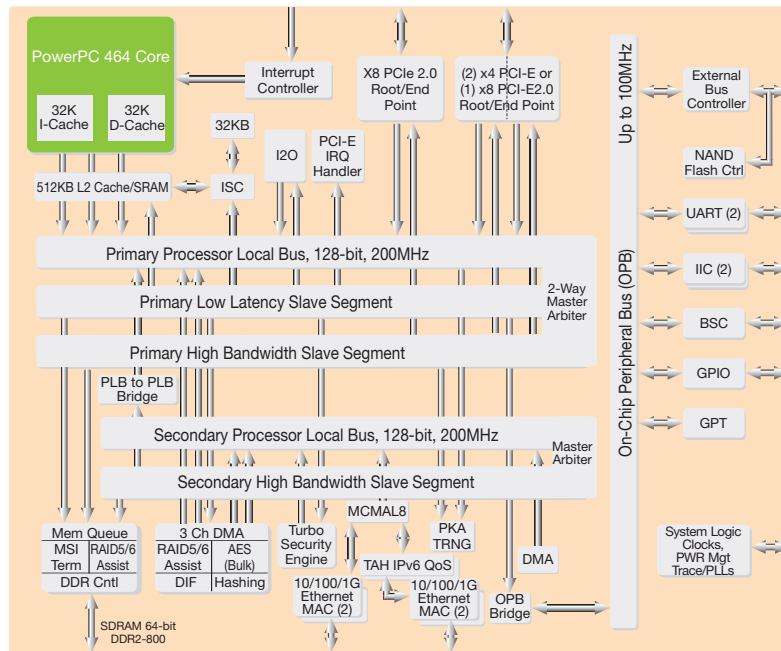 PowerPC 464 Core
32K
I-Cache
32K
D-Cache
512KB L2 Cache/SRAM
Interrupt
Controller
32KB
ISC
I2O
PCI-E
IRQ
Handler
X8 PCIe 2.0
Root/End
Point
(2) x4 PCI-E or
(1) x8 PCI-E2.0
Root/End Point
Primary Processor Local Bus, 128-bit, 200MHz
Primary Low Latency Slave Segment
Primary High Bandwidth Slave Segment
2-Way
Master
Arbiter
PLB to PLB
Bridge
Secondary Processor Local Bus, 128-bit, 200MHz
Secondary High Bandwidth Slave Segment
Master
Arbiter
Mem Queue
MSI
Term
RAID5/6
Assist
DDR Cntl
3 Ch DMA
RAID5/6
Assist
AES
(Bulk)
DIF
Hashing
Turbo
Security
Engine
MCMAL8
TAH IPv6 QoS
10/100/1G
Ethernet
MAC (2)
10/100/1G
Ethernet
MAC (2)
PKA
TRNG
DMA
OPB
Bridge
SDRAM 64-bit
DDR2-800
On-Chip Peripheral Bus (OPB)
Up to 100MHz
External
Bus
Controller
NAND
Flash Ctrl
UART (2)
IIC (2)
BSC
GPIO
GPT
System Logic
Clocks,
PWR Mgt
Trace/PLLs